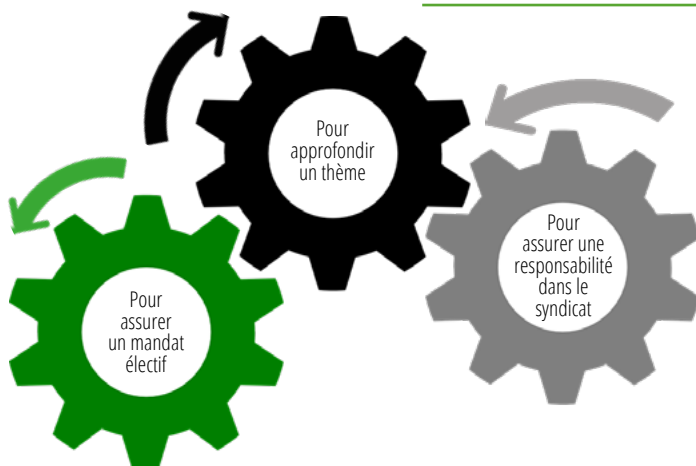 Pour
approfondir
un thème
Pour
assurer une
responsabilité
dans le
syndicat
Pour
assurer
un mandat
électif